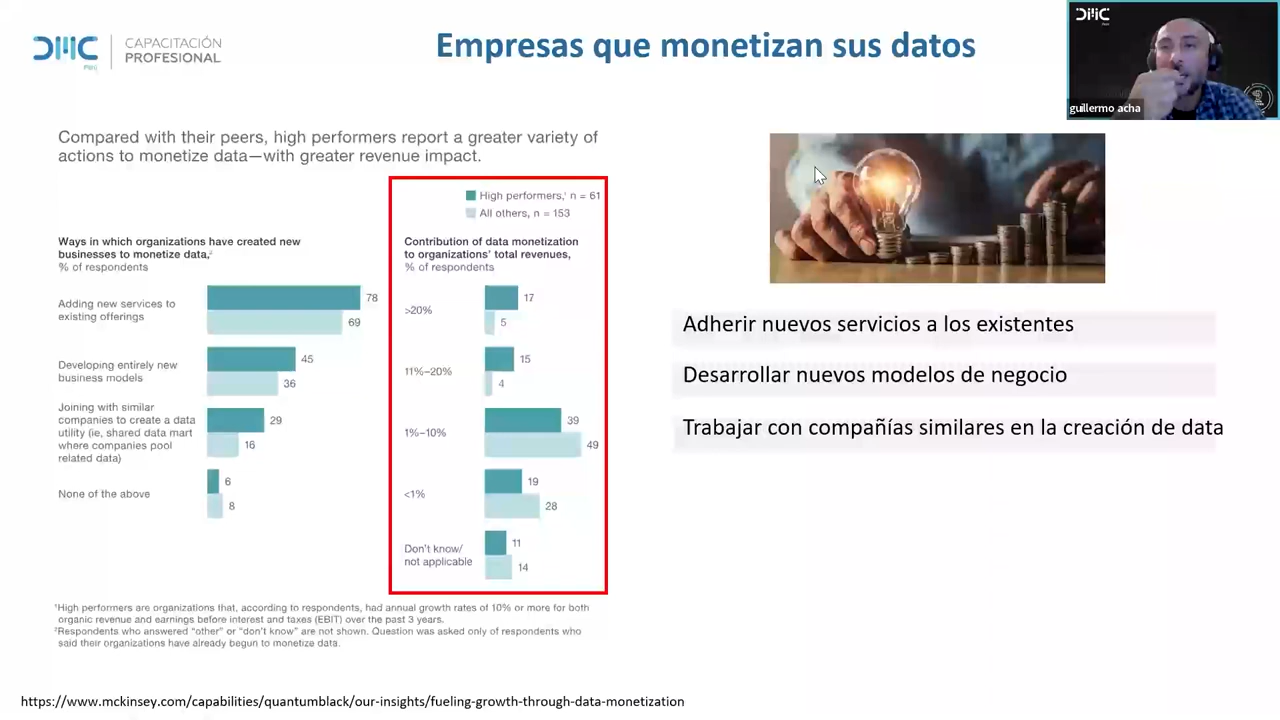 DMC
Perú
CAPACITACIÓN
PROFESIONAL
Empresas que monetizan sus datos
DMC
guillermo acha
Compared with their peers, high performers report a greater variety of
actions to monetize data—with greater revenue impact.
High performers,¹ n = 61
All others, n = 153
Ways in which organizations have created new
businesses to monetize data,²
% of respondents
Adding new services to
existing offerings
78
69
Developing entirely new
business models
45
36
Joining with similar
companies to create a data
utility (ie, shared data mart
where companies pool
related data)
29
16
None of the above
6
8
Contribution of data monetization
to organizations’ total revenues,
% of respondents
>20%
17
5
11%–20%
15
4
1%–10%
39
49
<1%
19
28
Don’t know/
not applicable
11
14
¹High performers are organizations that, according to respondents, had annual growth rates of 10% or more for both
organic revenue and earnings before interest and taxes (EBIT) over the past 3 years.
²Respondents who answered “other” or “don’t know” are not shown. Question was asked only of respondents who
said their organizations have already begun to monetize data.
Adherir nuevos servicios a los existentes
Desarrollar nuevos modelos de negocio
Trabajar con compañías similares en la creación de data
https://www.mckinsey.com/capabilities/quantumblack/our-insights/fueling-growth-through-data-monetization